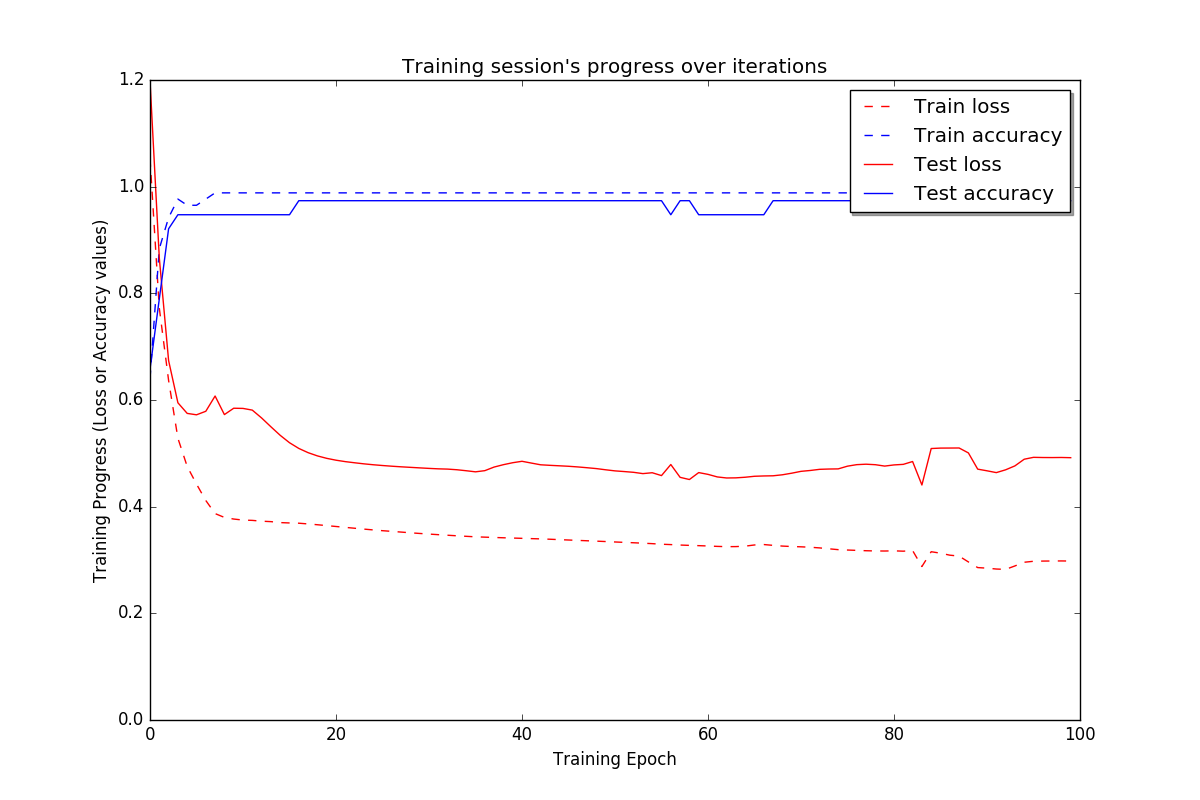 Training session's progress over iterations
1.2
1.0
0.8
0.6
0.4
0.2
0.0
Training Progress (Loss or Accuracy values)
Train loss
Train accuracy
Test loss
Test accuracy
0 20 40 60 80 100
Training Epoch